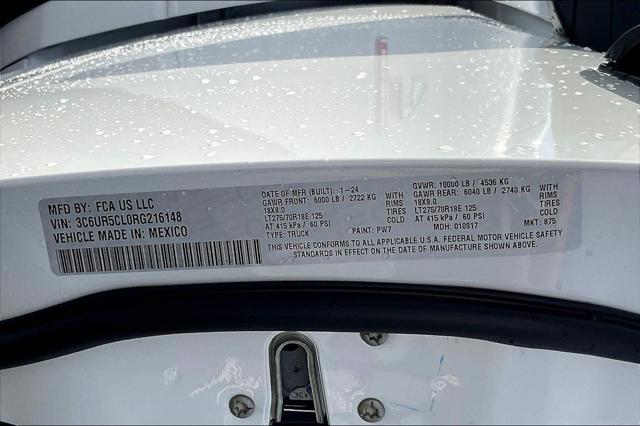 MFD BY: FCA US LLC
VIN: 3C6UR5CL0RG216148
VEHICLE MADE IN: MEXICO
DATE OF MFR (BUILT): 1-24
GAWR FRONT: 6000 LB / 2722 KG
18X8.0 WITH
LT275/70R18E 125 TIRES
RIMS
AT 415 kPa / 60 PSI COLD
TYPE: TRUCK PAINT: PW7
GVWR: 10000 LB / 4536 KG
GAWR REAR: 6040 LB / 2740 KG
18X8.0 WITH
LT275/70R18E 125 TIRES
RIMS
AT 415 kPa / 60 PSI COLD
MDH: 010917 MKT: 875
THIS VEHICLE CONFORMS TO ALL APPLICABLE U.S.A. FEDERAL MOTOR VEHICLE SAFETY
STANDARDS IN EFFECT ON THE DATE OF MANUFACTURE SHOWN ABOVE.